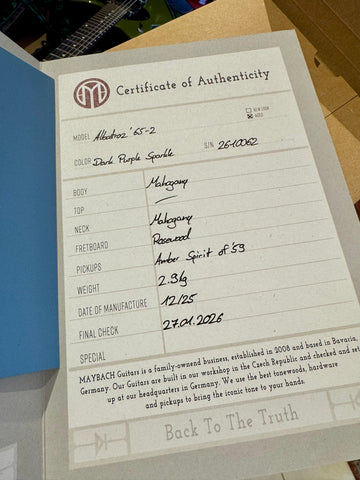 Certificate of Authenticity
NEW LOOK
AGED
MODEL Albatroz '65-2
COLOR Dark Purple Sparkle S/N 26-10062
BODY Mahogany
TOP —
NECK Mahogany
FRETBOARD Rosewood
PICKUPS Amber Spirit of '59
WEIGHT 2.9kg
DATE OF MANUFACTURE 12/25
FINAL CHECK 27.01.2026
SPECIAL
MAYBACH Guitars is a family-owned business, established in 2008 and based in Bavaria,
Germany. Our Guitars are built in our workshop in the Czech Republic and checked and set
up at our headquarters in Germany. We use the best tonewoods, hardware
and pickups to bring the iconic tone to your hands.
Back To The Truth